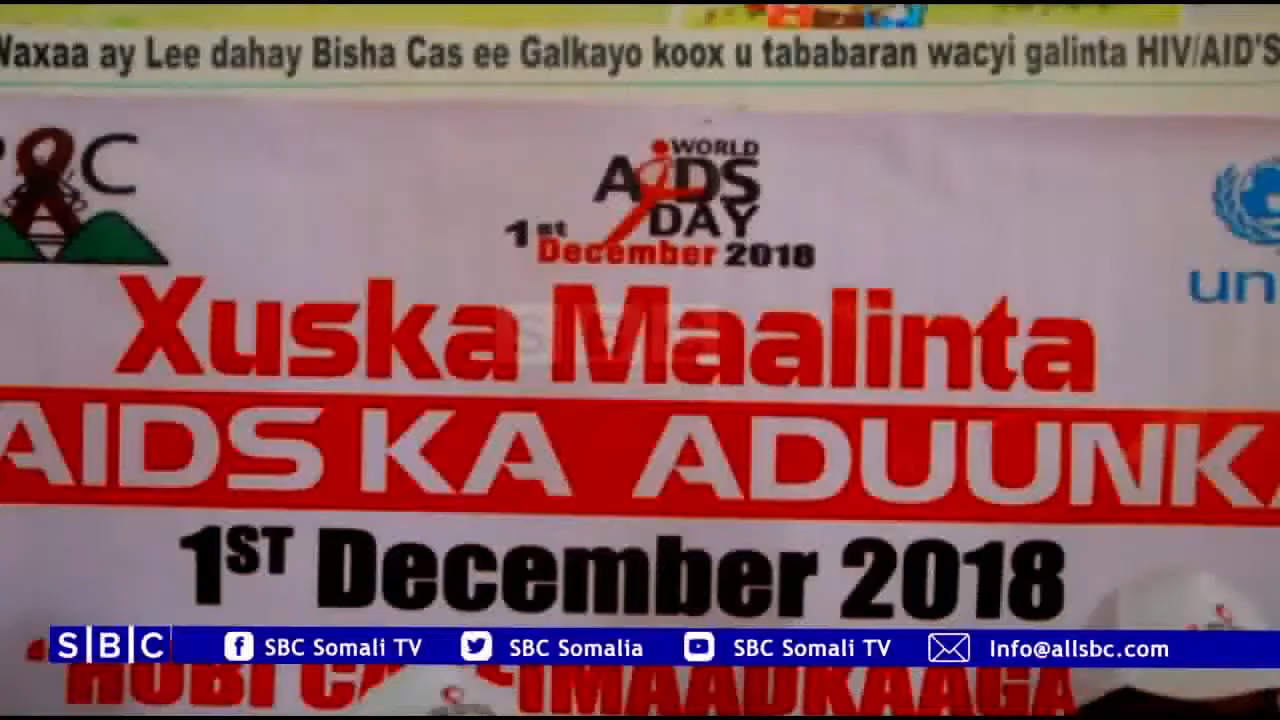 Waxaa ay Lee dahay Bisha Cas ee Galkayo koox u tababaran wacyi galinta HIV/AID'S
C
WORLD
AIDS
DAY
1st
December 2018
un
Xuska Maalinta
AIDS KA ADUUNKA
1ST December 2018
SBC
S|B|C
SBC Somali TV
SBC Somalia
SBC Somali TV
Info@allsbc.com